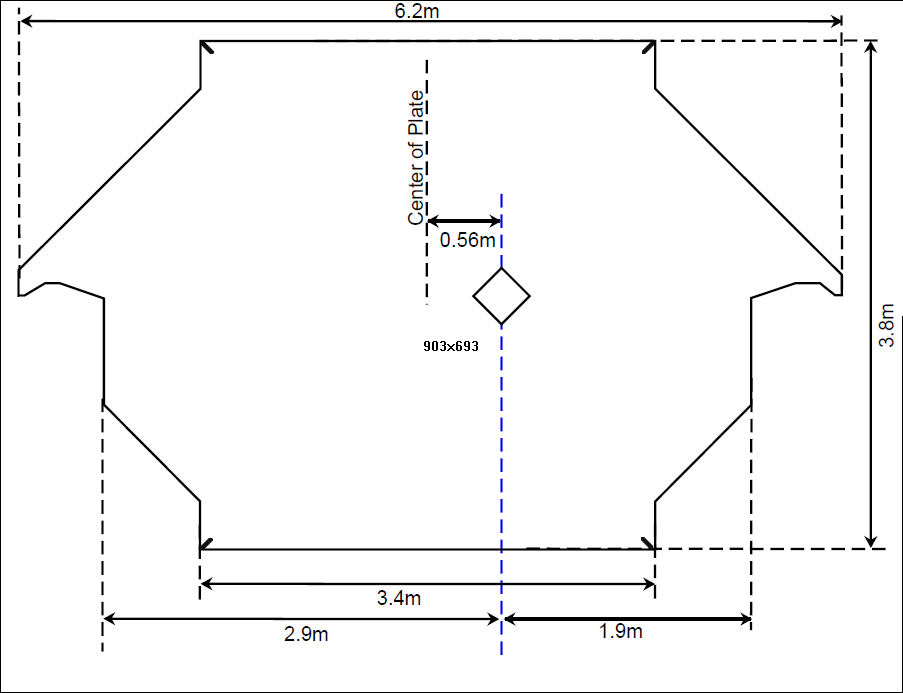 6.2m
Center of Plate
0.56m
903x693
3.8m
3.4m
2.9m
1.9m